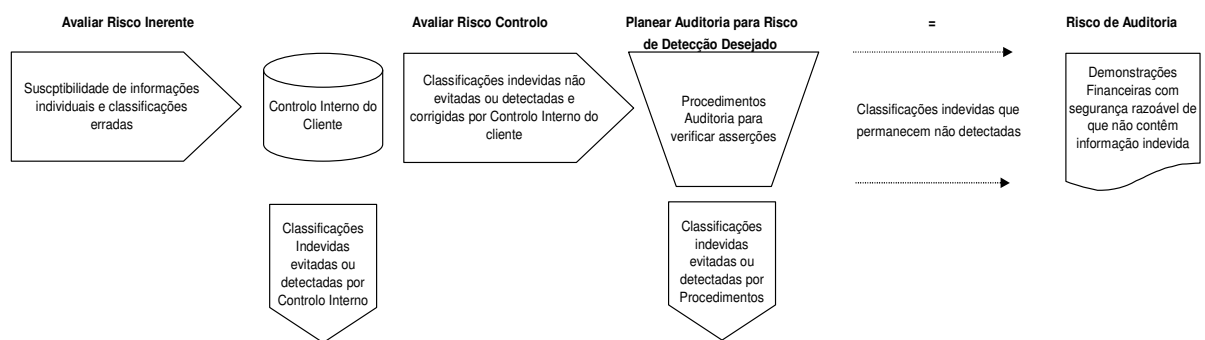 Avaliar Risco Inerente
Avaliar Risco Controlo
Planear Auditoria para Risco
de Detecção Desejado
=
Risco de Auditoria
Suscptibilidade de informações
individuais e classificações
erradas
Controlo Interno do
Cliente
Classificações indevidas não
evitadas ou detectadas e
corrigidas por Controlo Interno do
cliente
Procedimentos
Auditoria para
verificar asserções
Classificações indevidas que
permanecem não detectadas
Demonstrações
Financeiras com
segurança razoável de
que não contêm
informação indevida
Classificações
Indevidas
evitadas ou
detectadas por
Controlo Interno
Classificações
indevidas
evitadas ou
detectadas por
Procedimentos